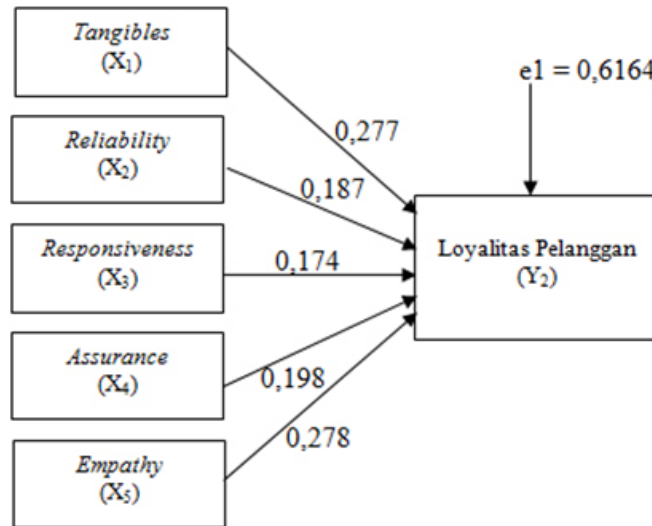 Tangibles
(X₁)
e1 = 0,6164
0,277
Reliability
(X₂)
0,187
Responsiveness
(X₃)
0,174
Loyalitas Pelanggan
(Y₂)
Assurance
(X₄)
0,198
0,278
Empathy
(X₅)